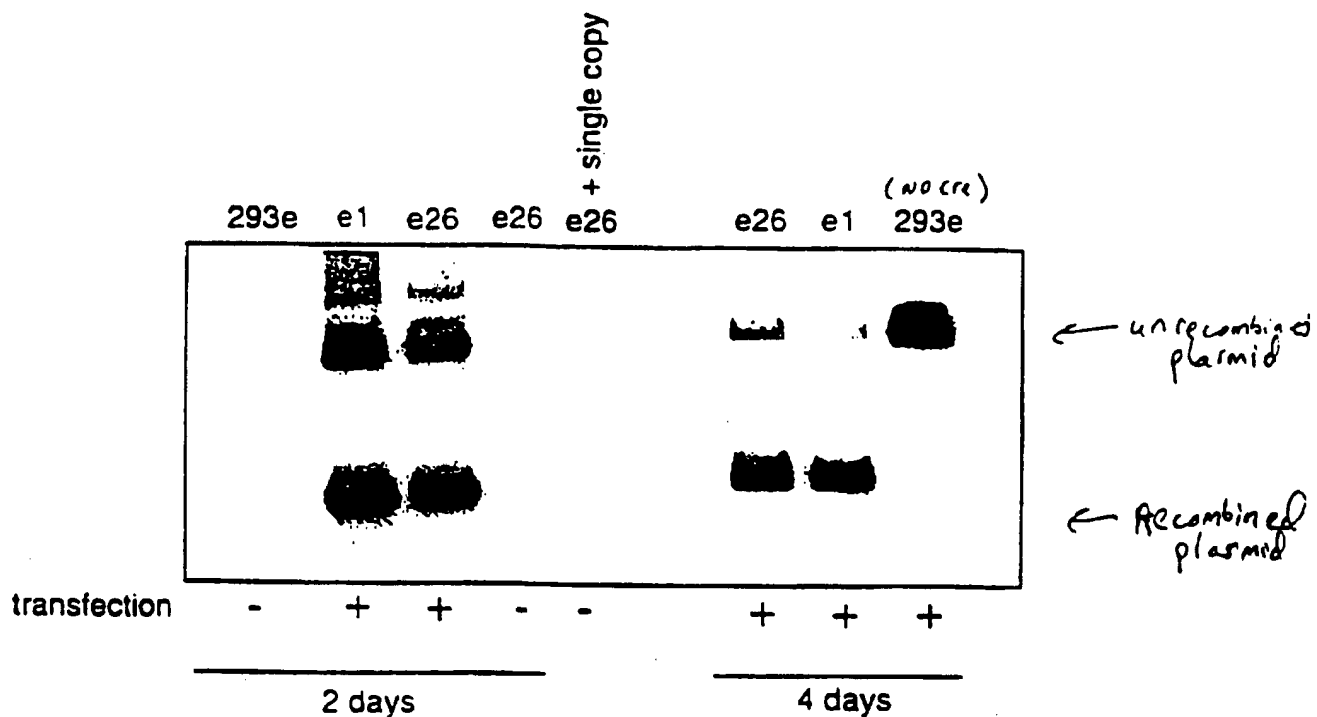 + single copy
(no cre)
293e e1 e26 e26 e26 e26 e1 293e
← unrecombined
plasmid
← Recombined
plasmid
transfection - + + - - + + +
2 days 4 days